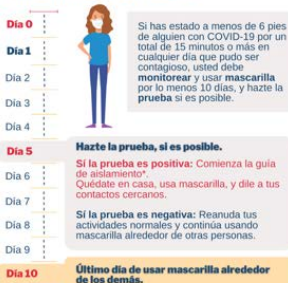 Día 0
Si has estado a menos de 6 pies
de alguien con COVID-19 por un
total de 15 minutos o más en
cualquier día que pudo ser
contagioso, usted debe
monitorear y usar mascarilla
por lo menos 10 días, y hazte la
prueba si es posible.
Día 1
Día 2
Día 3
Día 4
Día 5
Hazte la prueba, si es posible.
Sí la prueba es positiva: Comienza la guía
de aislamiento*.
Quédate en casa, usa mascarilla, y dile a tus
contactos cercanos.
Sí la prueba es negativa: Reanuda tus
actividades normales y continúa usando
mascarilla alrededor de otras personas.
Día 6
Día 7
Día 8
Día 9
Día 10
Último día de usar mascarilla alrededor
de los demás.